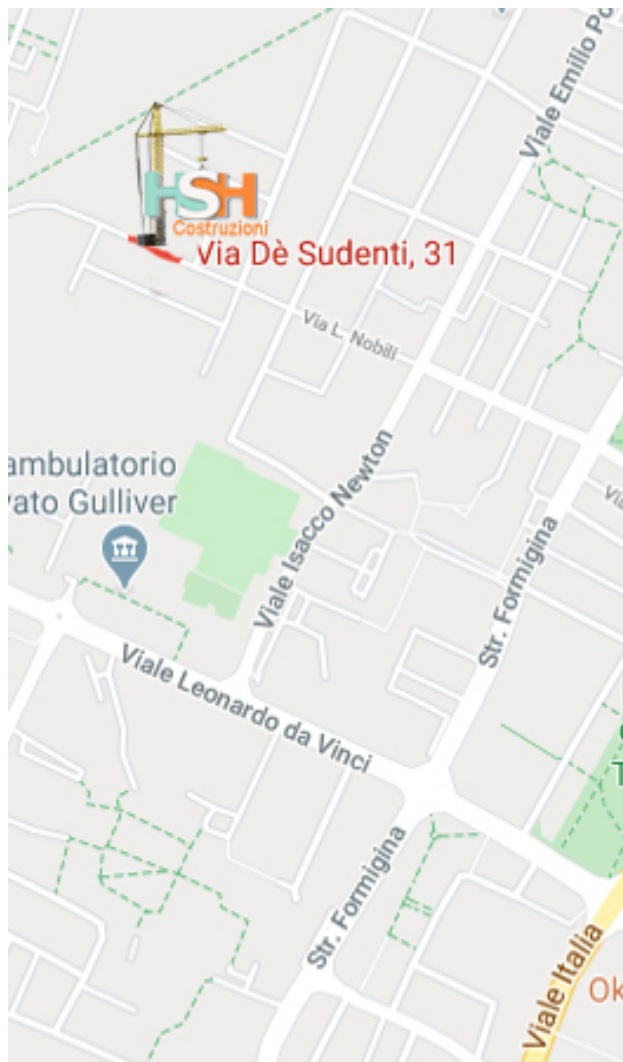 Viale Emilio Po
HSH
Costruzioni
Via Dè Sudenti, 31
Via L. Nobili
ambulatorio
vato Gulliver
Viale Isacco Newton
Via
Str. Formigina
Viale Leonardo da Vinci
C
T
Str. Formigina
Viale Italia
Ok